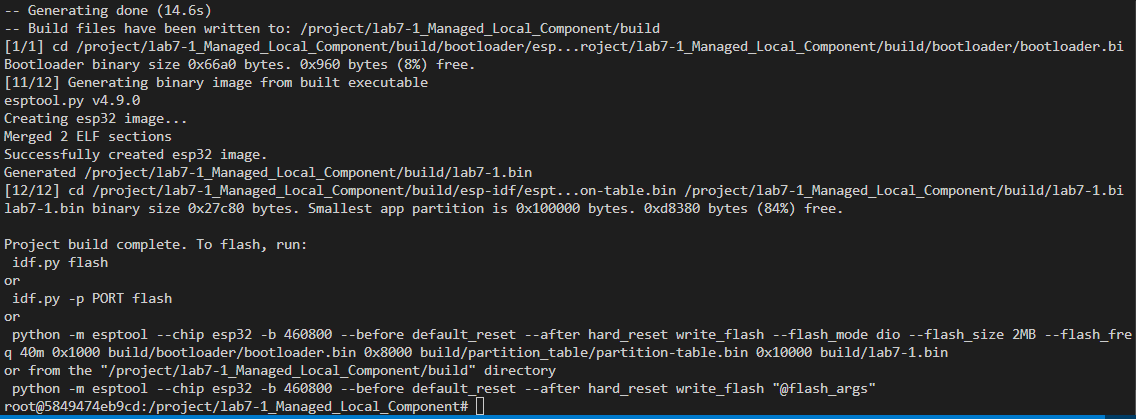 -- Generating done (14.6s)
-- Build files have been written to: /project/lab7-1_Managed_Local_Component/build
[1/1] cd /project/lab7-1_Managed_Local_Component/build/bootloader/esp...roject/lab7-1_Managed_Local_Component/build/bootloader/bootloader.bi
Bootloader binary size 0x66a0 bytes. 0x960 bytes (8%) free.
[11/12] Generating binary image from built executable
esptool.py v4.9.0
Creating esp32 image...
Merged 2 ELF sections
Successfully created esp32 image.
Generated /project/lab7-1_Managed_Local_Component/build/lab7-1.bin
[12/12] cd /project/lab7-1_Managed_Local_Component/build/esp-idf/espt...on-table.bin /project/lab7-1_Managed_Local_Component/build/lab7-1.bi
lab7-1.bin binary size 0x27c80 bytes. Smallest app partition is 0x100000 bytes. 0xd8380 bytes (84%) free.
Project build complete. To flash, run:
idf.py flash
or
idf.py -p PORT flash
or
python -m esptool --chip esp32 -b 460800 --before default_reset --after hard_reset write_flash --flash_mode dio --flash_size 2MB --flash_fre
q 40m 0x1000 build/bootloader/bootloader.bin 0x8000 build/partition_table/partition-table.bin 0x10000 build/lab7-1.bin
or from the "/project/lab7-1_Managed_Local_Component/build" directory
python -m esptool --chip esp32 -b 460800 --before default_reset --after hard_reset write_flash "@flash_args"
root@5849474eb9cd:/project/lab7-1_Managed_Local_Component#